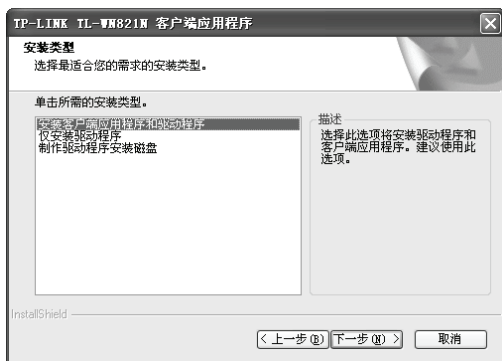 TP-LINK TL-WN821N 客户端应用程序
安装类型
选择最适合您的需求的安装类型。
单击所需的安装类型。
安装客户端应用程序和驱动程序
仅安装驱动程序
制作驱动程序安装磁盘
描述
选择此选项将安装驱动程序和
客户端应用程序。建议使用此
选项。
InstallShield
< 上一步(B) 下一步(N) > 取消